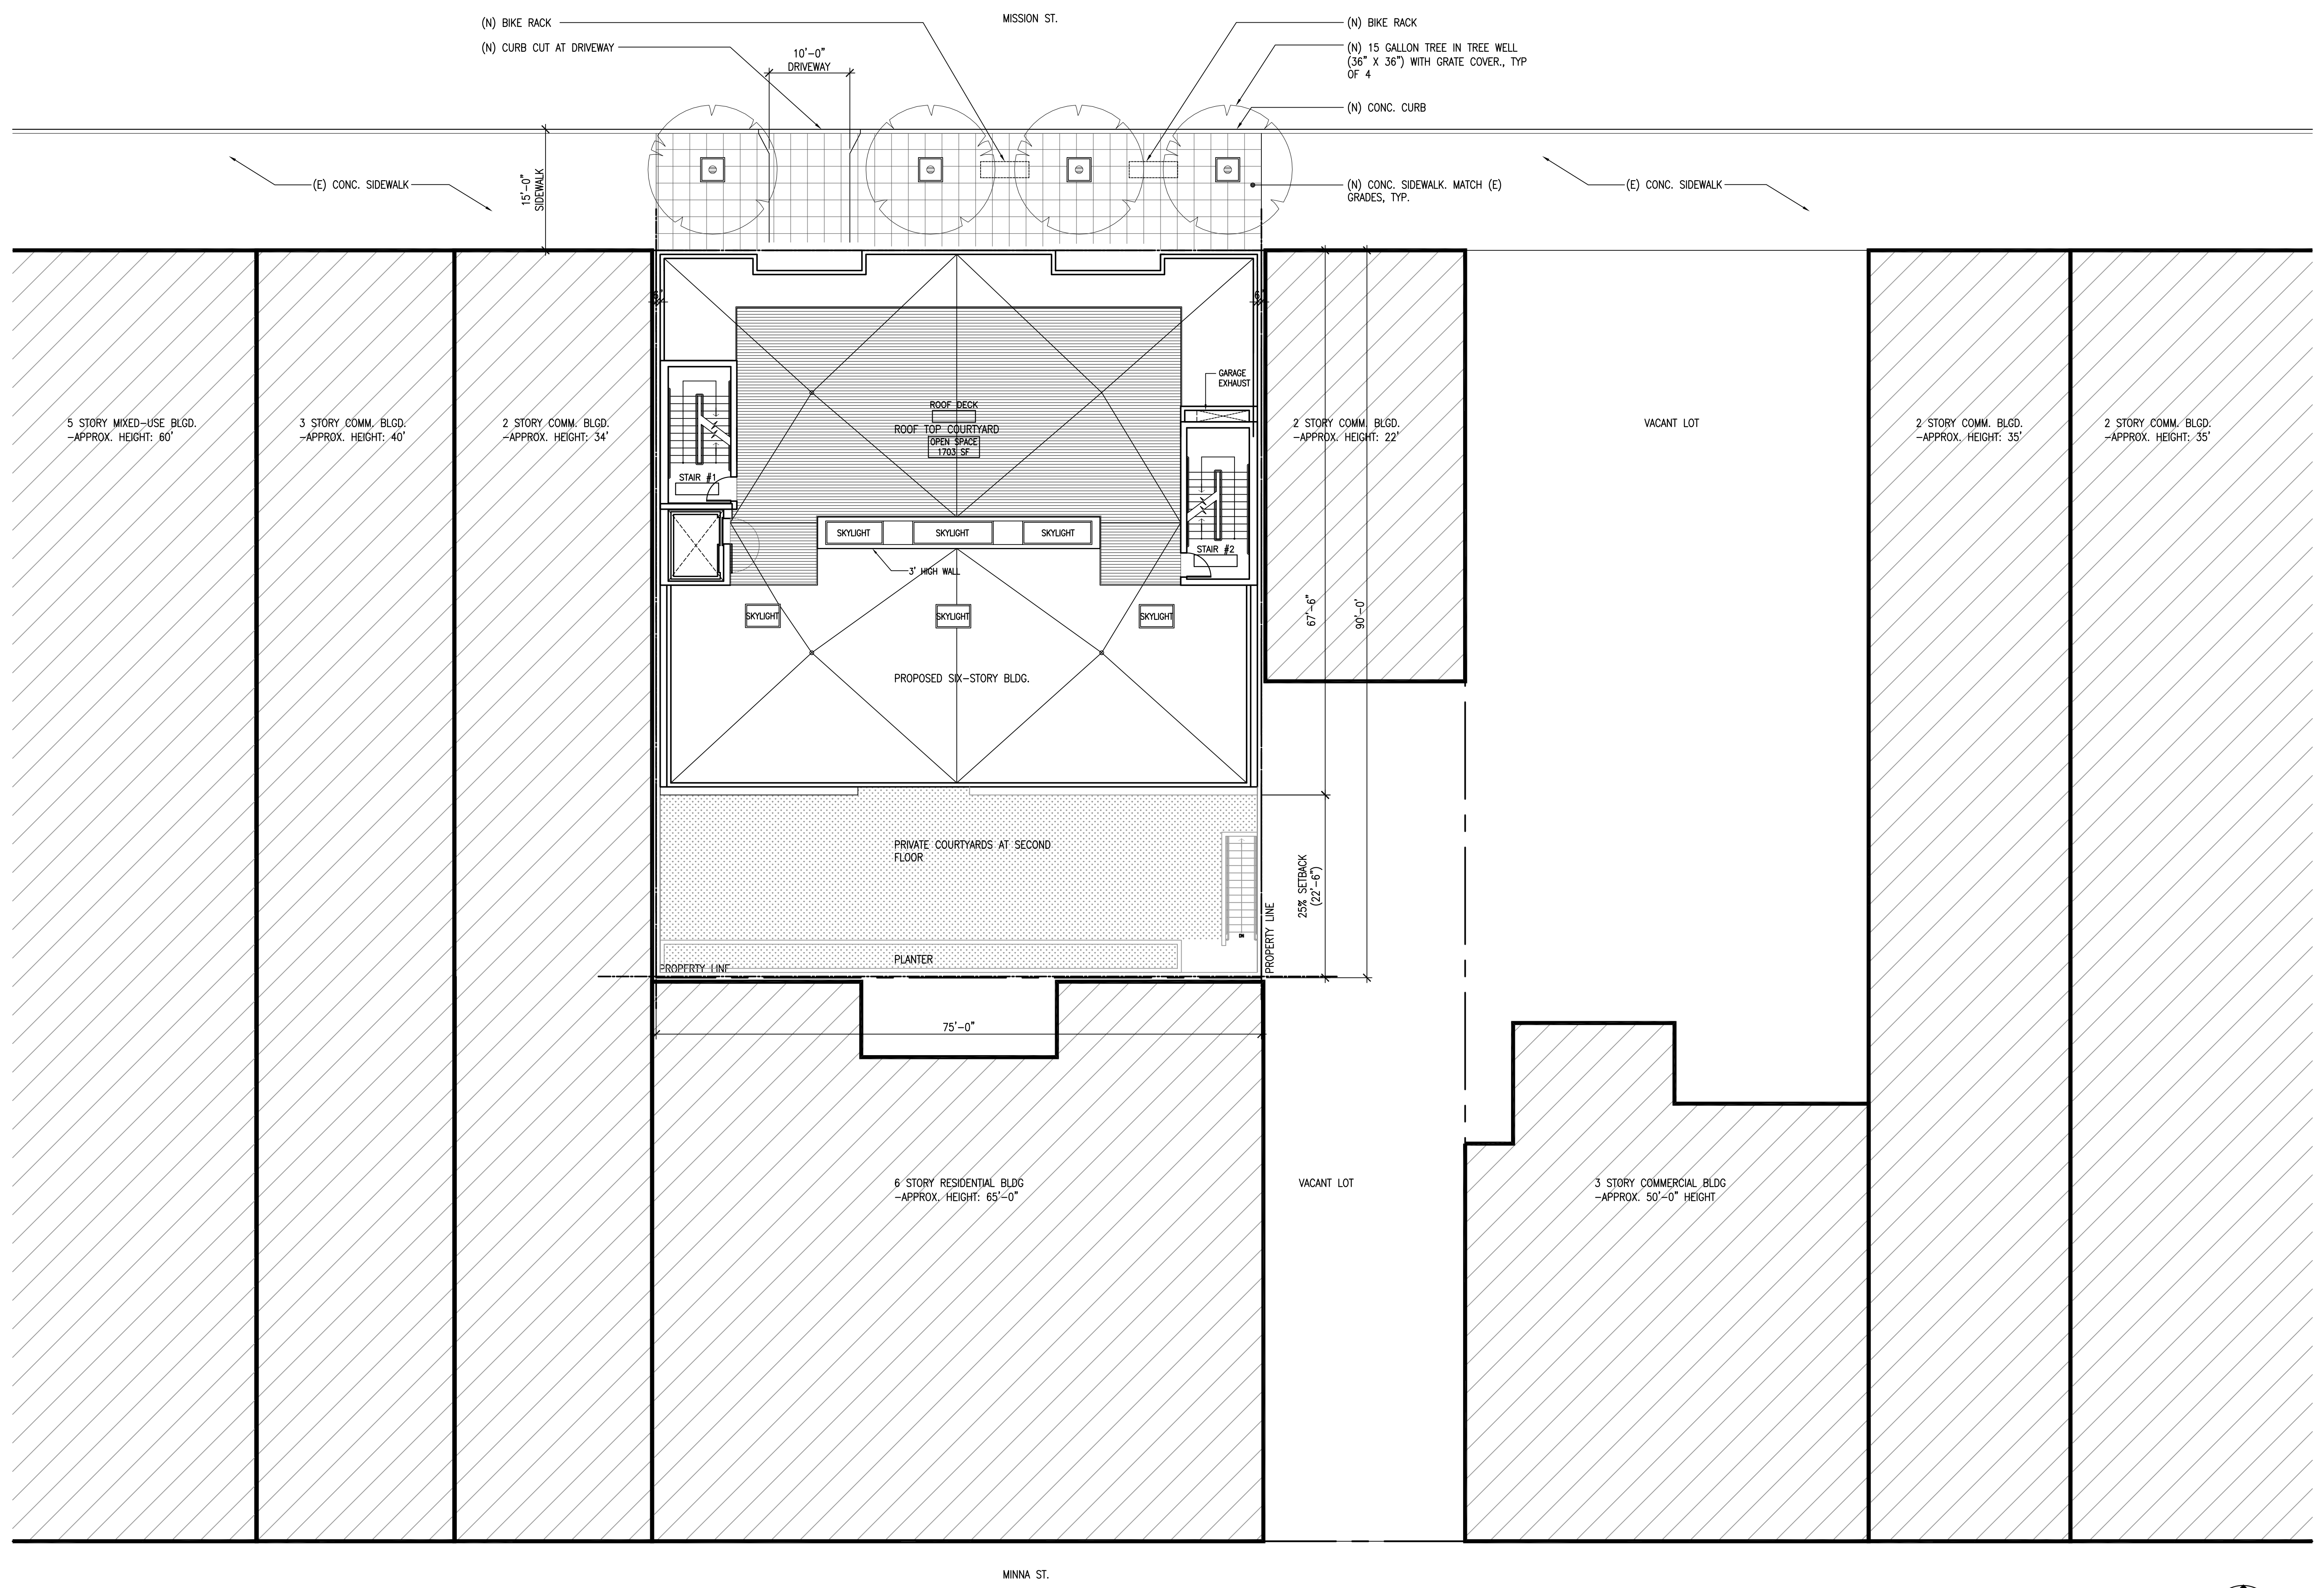 MISSION ST.
(N) BIKE RACK
(N) CURB CUT AT DRIVEWAY
10'-0"
DRIVEWAY
(N) BIKE RACK
(N) 15 GALLON TREE IN TREE WELL
(36" X 36") WITH GRATE COVER., TYP
OF 4
(N) CONC. CURB
(E) CONC. SIDEWALK
15'-0"
SIDEWALK
(N) CONC. SIDEWALK. MATCH (E)
GRADES, TYP.
(E) CONC. SIDEWALK
5 STORY MIXED-USE BLGD.
-APPROX. HEIGHT: 60'
3 STORY COMM. BLGD.
-APPROX. HEIGHT: 40'
2 STORY COMM. BLGD.
-APPROX. HEIGHT: 34'
GARAGE
EXHAUST
ROOF DECK
ROOF TOP COURTYARD
OPEN SPACE
1703 SF
2 STORY COMM. BLGD.
-APPROX. HEIGHT: 22'
VACANT LOT
2 STORY COMM. BLGD.
-APPROX. HEIGHT: 35'
2 STORY COMM. BLGD.
-APPROX. HEIGHT: 35'
STAIR #1
SKYLIGHT
SKYLIGHT
SKYLIGHT
STAIR #2
3' HIGH WALL
SKYLIGHT
SKYLIGHT
SKYLIGHT
67'-6"
90'-0'
PROPOSED SIX-STORY BLDG.
PRIVATE COURTYARDS AT SECOND
FLOOR
25% SETBACK
(22'-6")
PROPERTY LINE
DN
PLANTER
PROPERTY LINE
75'-0"
6 STORY RESIDENTIAL BLDG
-APPROX. HEIGHT: 65'-0"
VACANT LOT
3 STORY COMMERCIAL BLDG
-APPROX. 50'-0" HEIGHT
MINNA ST.